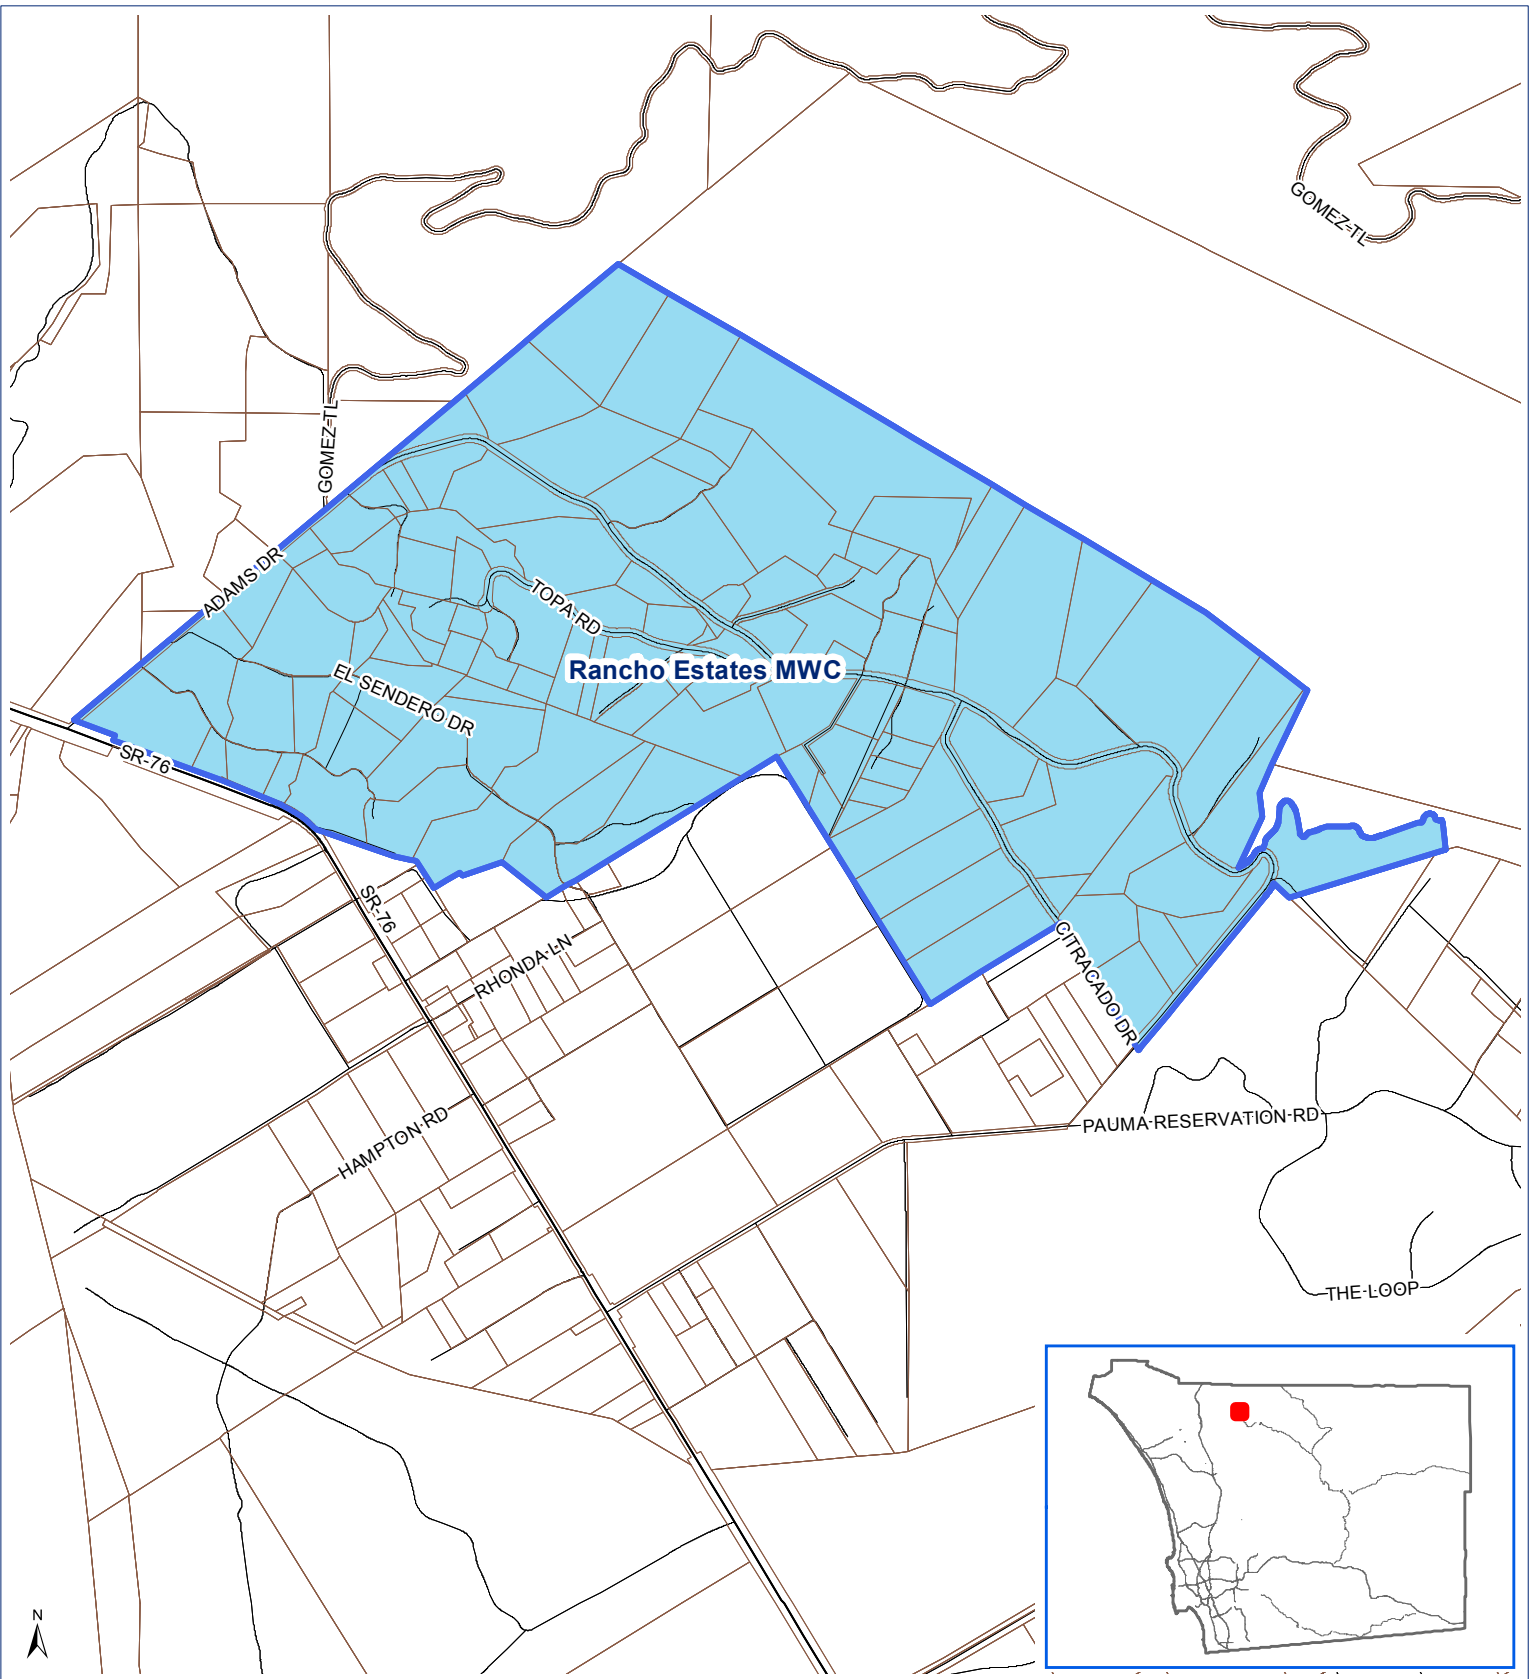 GOMEZ TL
GOMEZ TL
ADAMS DR
TOPA RD
Rancho Estates MWC
EL SENDERO DR
SR-76
SR-76
RHONDA LN
CITRACADO DR
HAMPTON RD
PAUMA RESERVATION RD
THE LOOP
N